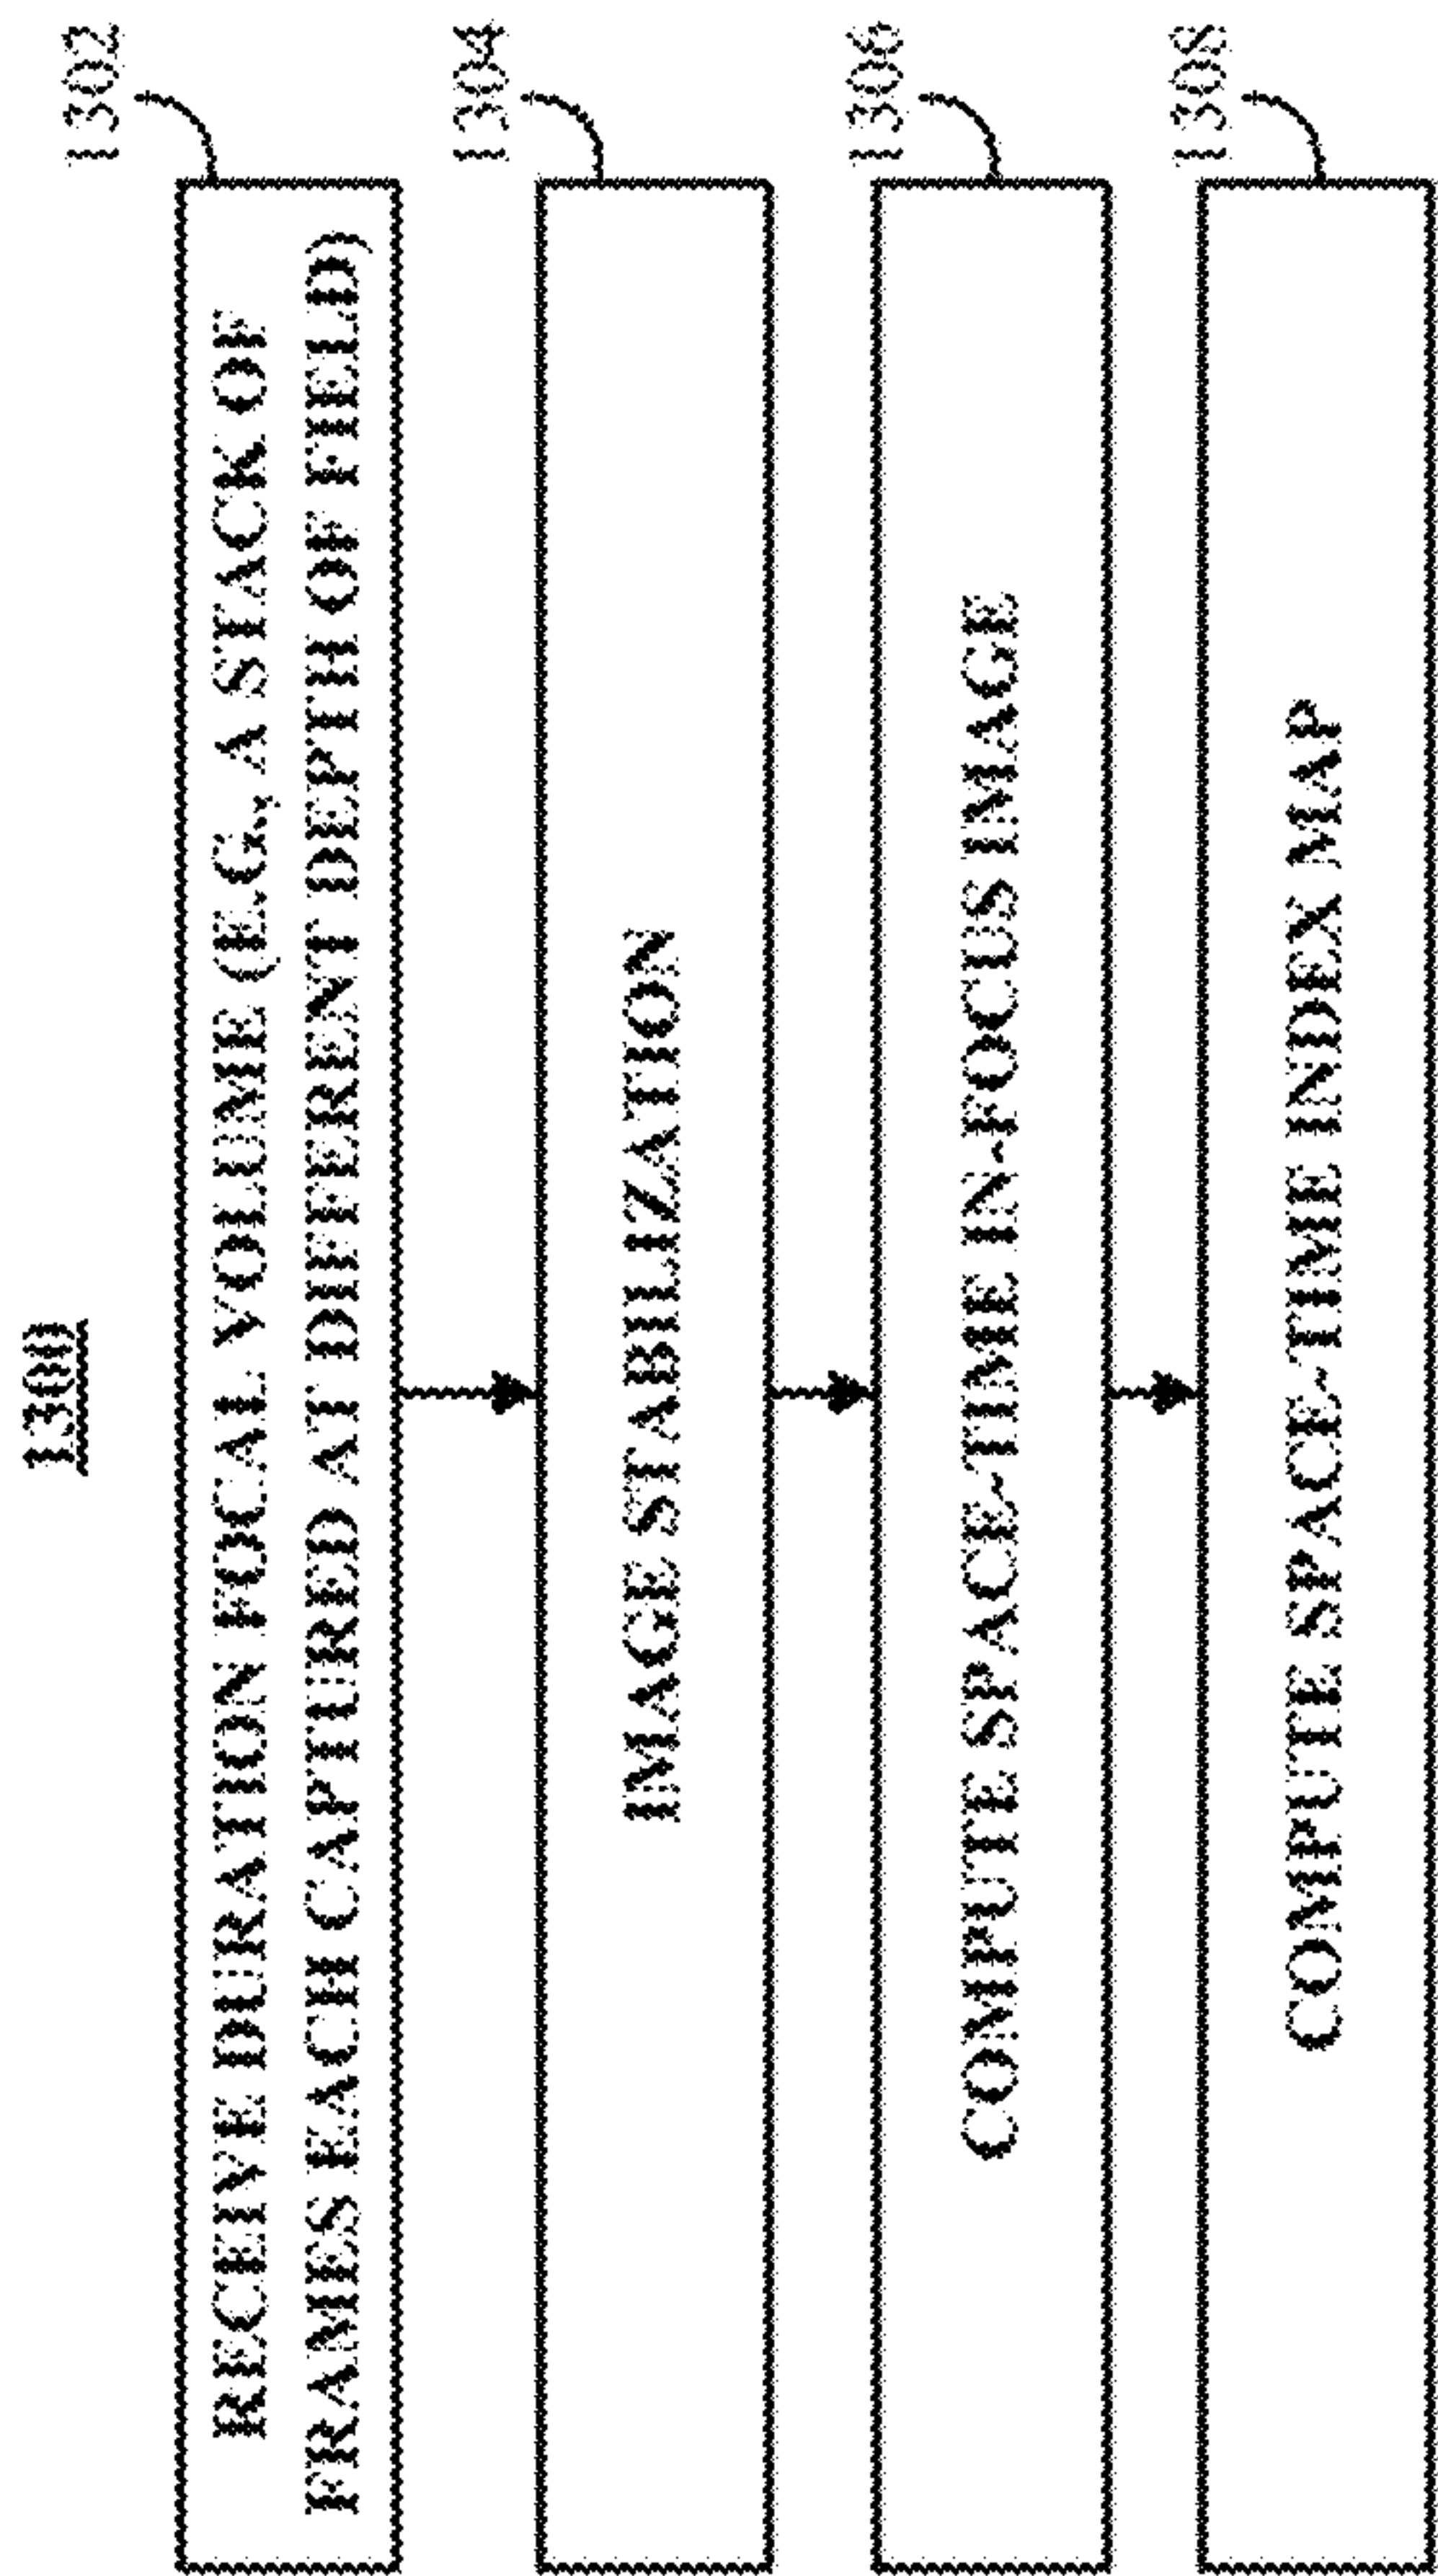 1300
1302
RECEIVE DURATION FOCAL VOLUME (E.G., A STACK OF
FRAMES EACH CAPTURED AT DIFFERENT DEPTH OF FIELD)
1304
IMAGE STABILIZATION
1306
COMPUTE SPACE-TIME IN-FOCUS IMAGE
1308
COMPUTE SPACE-TIME INDEX MAP